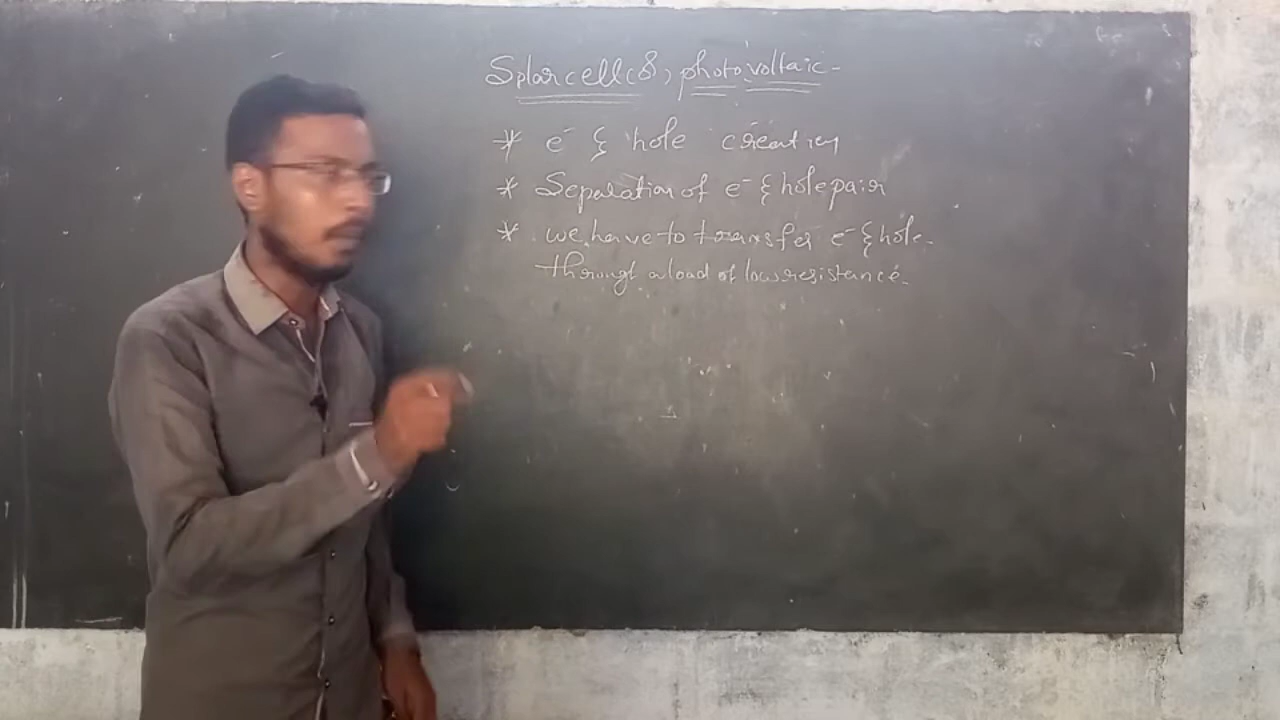 Solar cell (or) photovoltaic -
* e⁻ & hole creation
* Separation of e⁻ & hole pair
* we have to transfer e⁻ & hole.
through a load of low resistance.